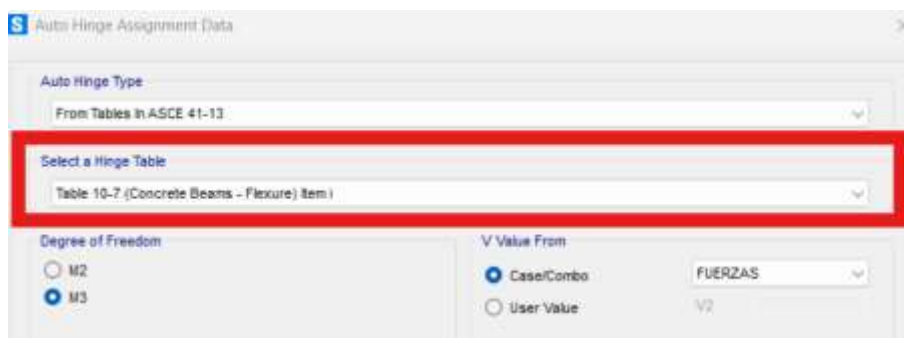 S Auto Hinge Assignment Data
Auto Hinge Type
From Tables In ASCE 41-13
Select a Hinge Table
Table 10-7 (Concrete Beams - Flexure) Item i
Degree of Freedom
M2
M3
V Value From
Case/Combo FUERZAS
User Value V2